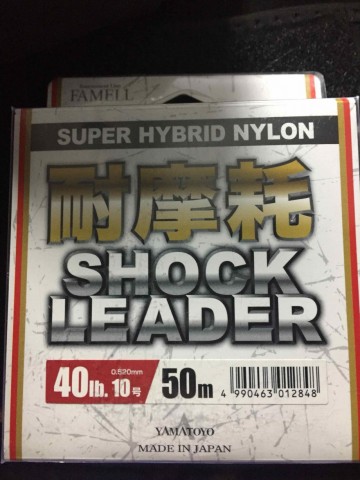 FAMELL
SUPER HYBRID NYLON
耐摩耗
SHOCK
LEADER
0.520mm
40lb. 10号 50m
4 990463 012848
YAMATOYO
MADE IN JAPAN